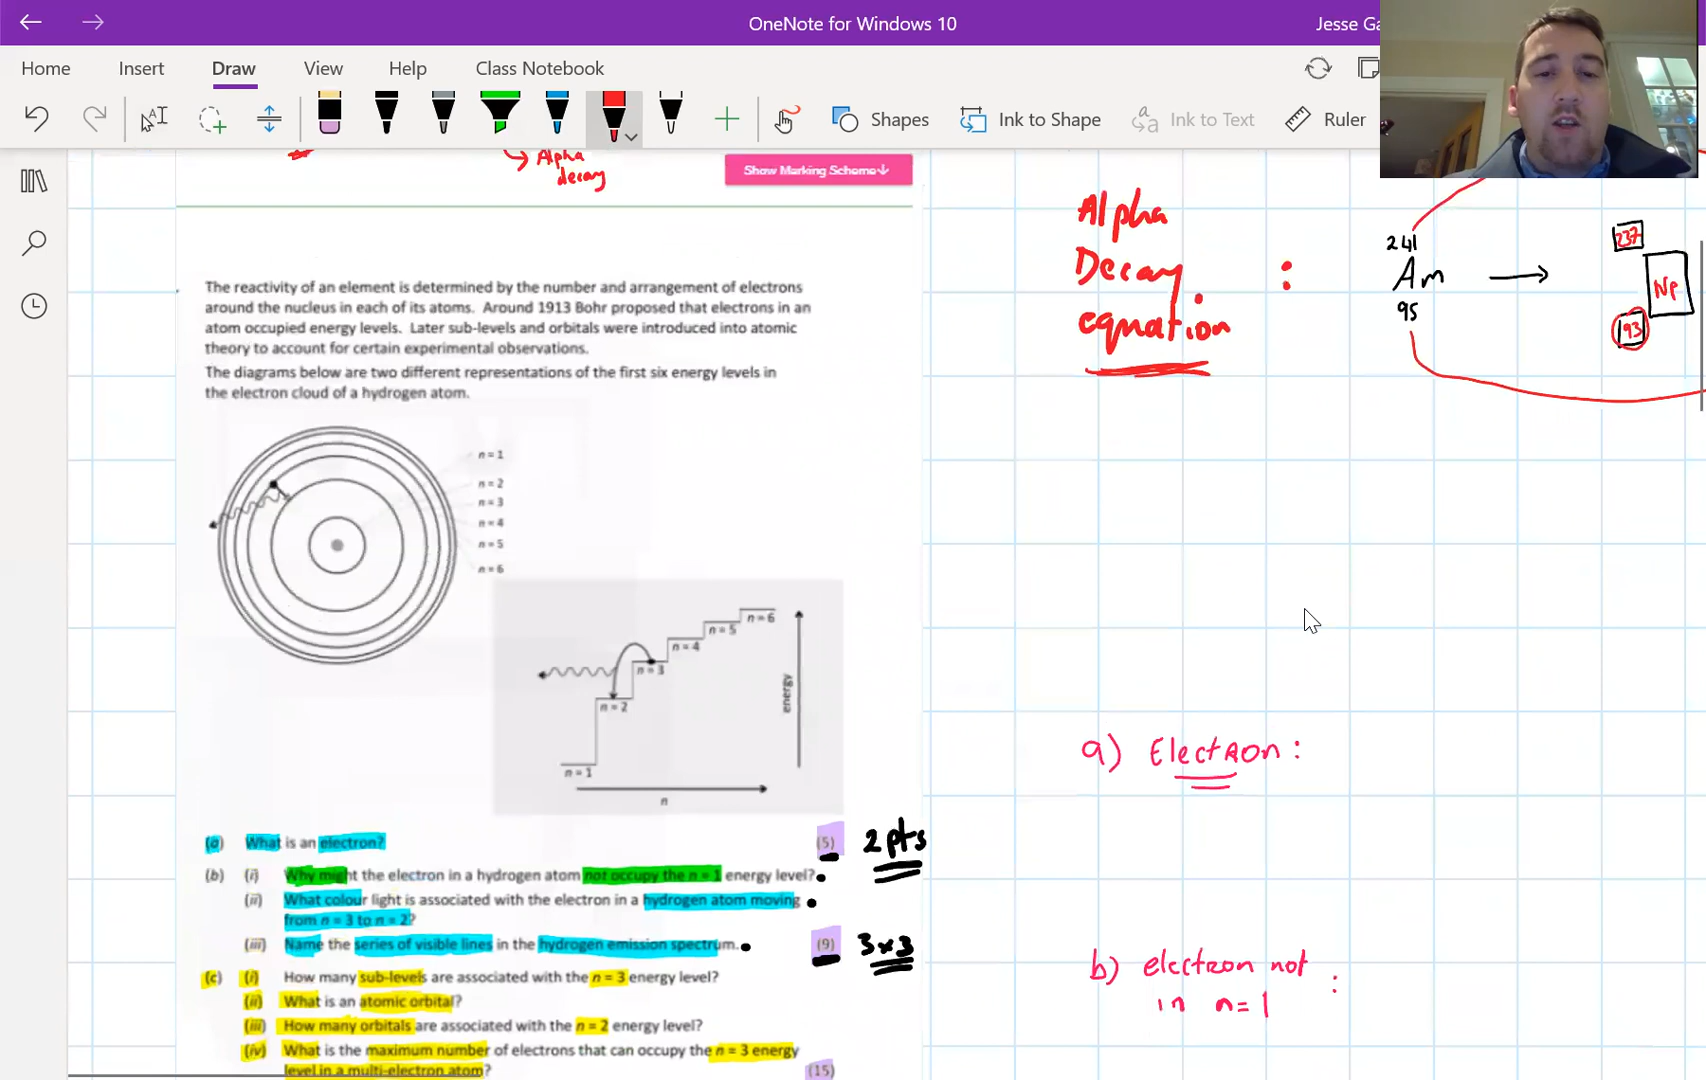 OneNote for Windows 10
Jesse Ga
Home Insert Draw View Help Class Notebook
Shapes Ink to Shape Ink to Text Ruler
Alpha
decay
Show Marking Scheme
The reactivity of an element is determined by the number and arrangement of electrons
around the nucleus in each of its atoms. Around 1913 Bohr proposed that electrons in an
atom occupied energy levels. Later sub-levels and orbitals were introduced into atomic
theory to account for certain experimental observations.
The diagrams below are two different representations of the first six energy levels in
the electron cloud of a hydrogen atom.
n = 1
n = 2
n = 3
n = 4
n = 5
n = 6
n = 6
n = 5
n = 4
n = 3
n = 2
n = 1
energy
n
(a) What is an electron? (5) 2 pts
(b) (i) Why might the electron in a hydrogen atom not occupy the n = 1 energy level?
(ii) What colour light is associated with the electron in a hydrogen atom moving
from n = 3 to n = 2?
(iii) Name the series of visible lines in the hydrogen emission spectrum. (9) 3x3
(c) (i) How many sub-levels are associated with the n = 3 energy level?
(ii) What is an atomic orbital?
(iii) How many orbitals are associated with the n = 2 energy level?
(iv) What is the maximum number of electrons that can occupy the n = 3 energy
level in a multi-electron atom? (15)
Alpha
Decay
equation
:
241
Am →
95
237
Np
93
a) Electron:
b) electron not :
in n=1